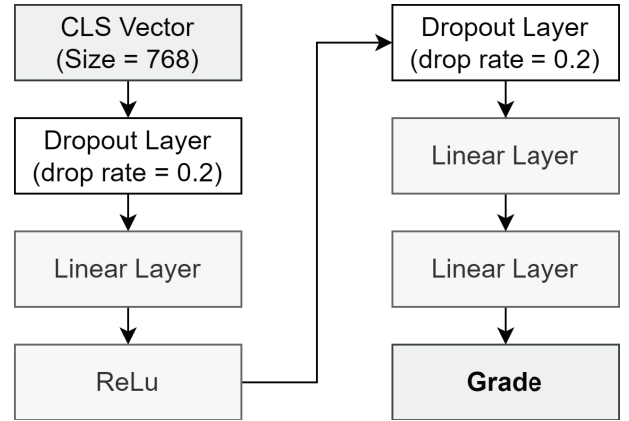 CLS Vector
(Size = 768)
Dropout Layer
(drop rate = 0.2)
Linear Layer
ReLu
Dropout Layer
(drop rate = 0.2)
Linear Layer
Linear Layer
Grade